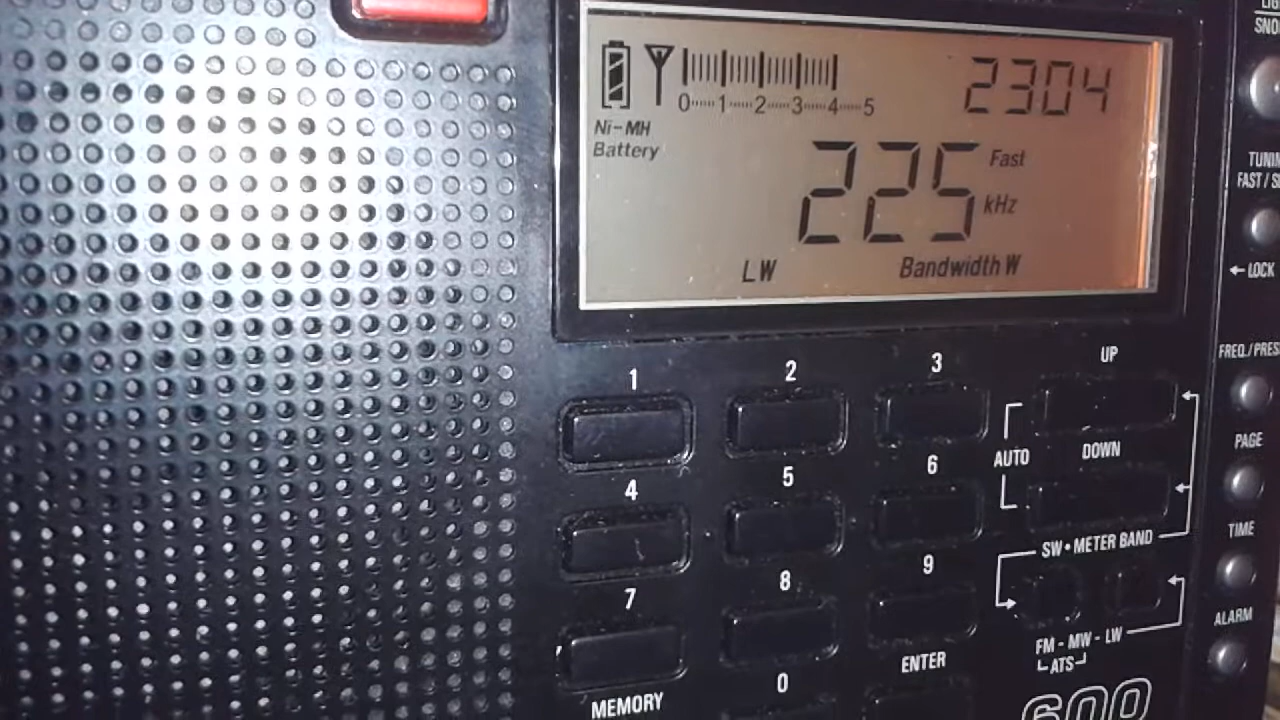 2304
0 1 2 3 4 5
Ni-MH
Battery
225
Fast
kHz
LW
Bandwidth W
SNO
FAST / S
LOCK
1
2
3
UP
FREQ./PRES
4
5
6
AUTO
DOWN
PAGE
7
8
9
SW • METER BAND
TIME
MEMORY
0
ENTER
FM - MW - LW
ATS
ALARM
600